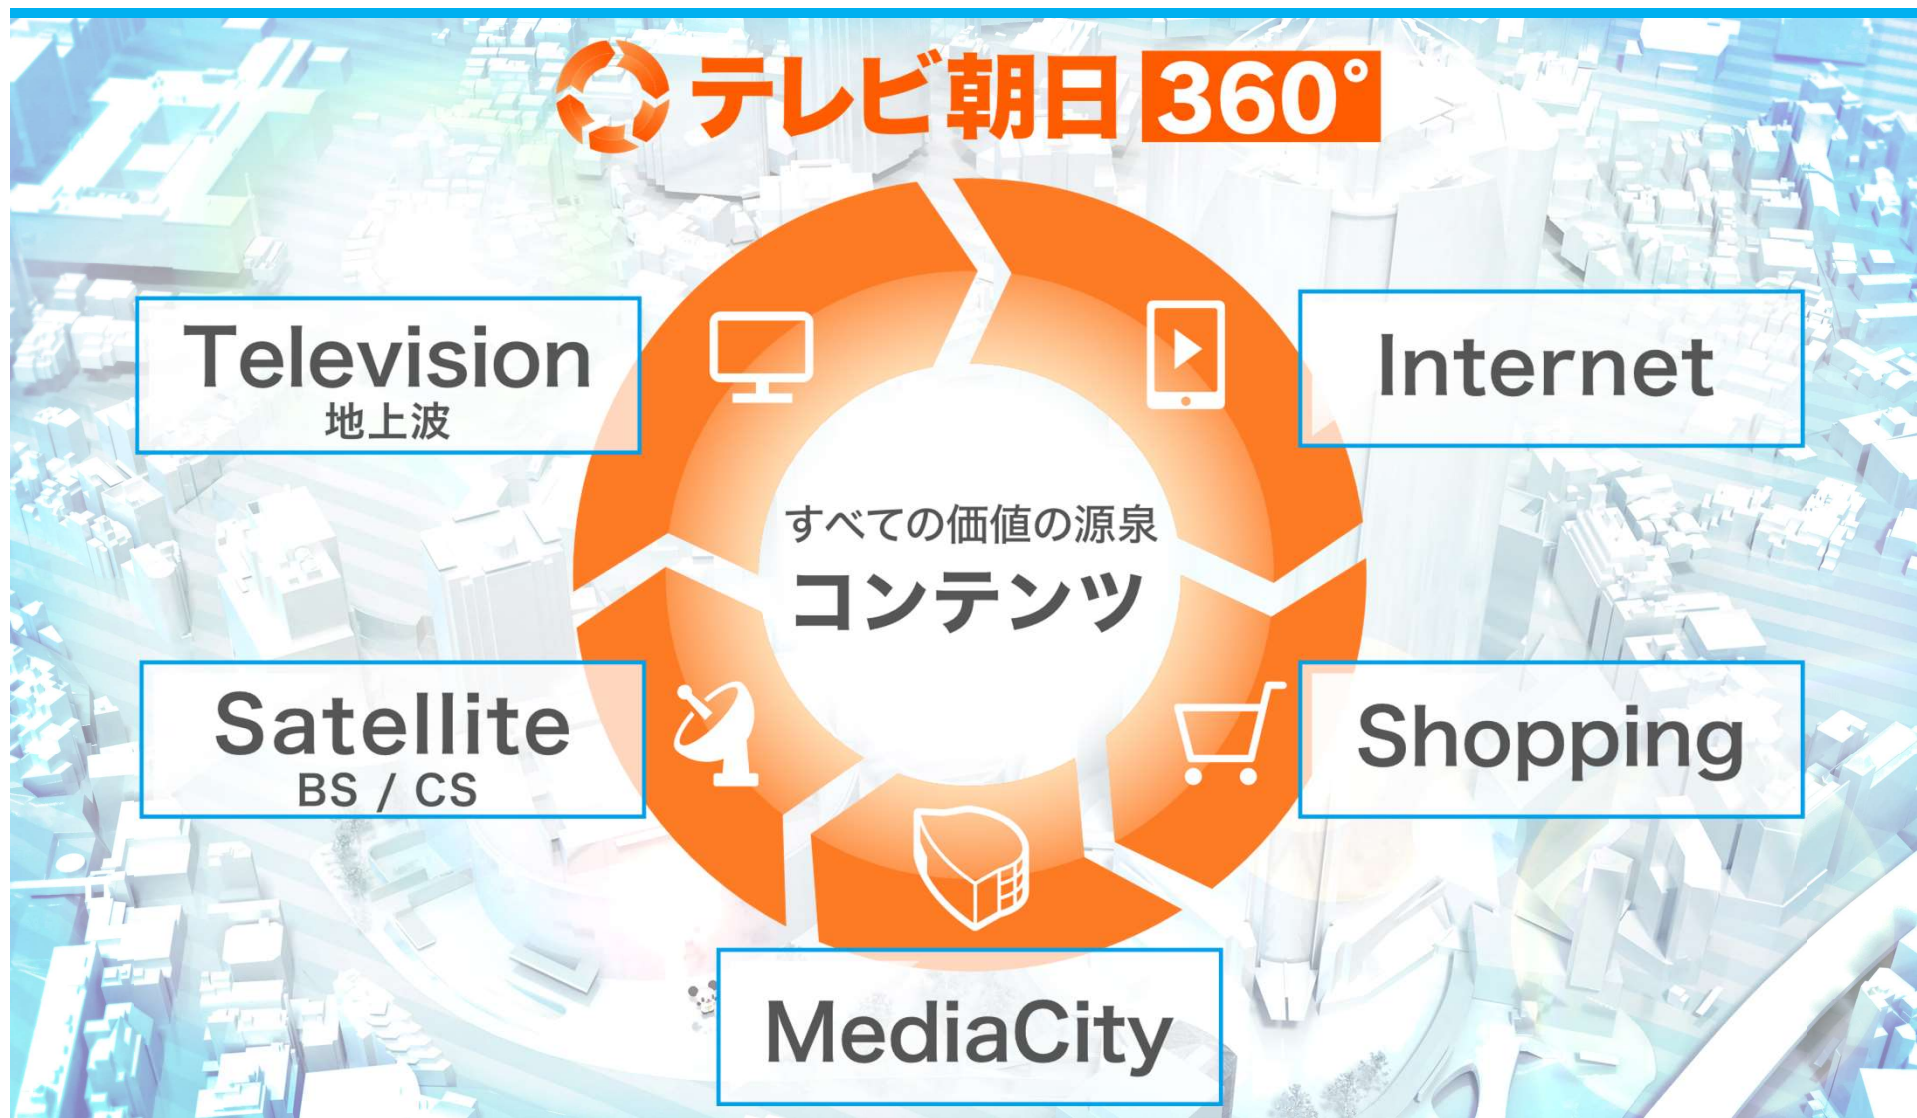 テレビ朝日 360°
Television
地上波
Internet
すべての価値の源泉
コンテンツ
Satellite
BS / CS
Shopping
MediaCity